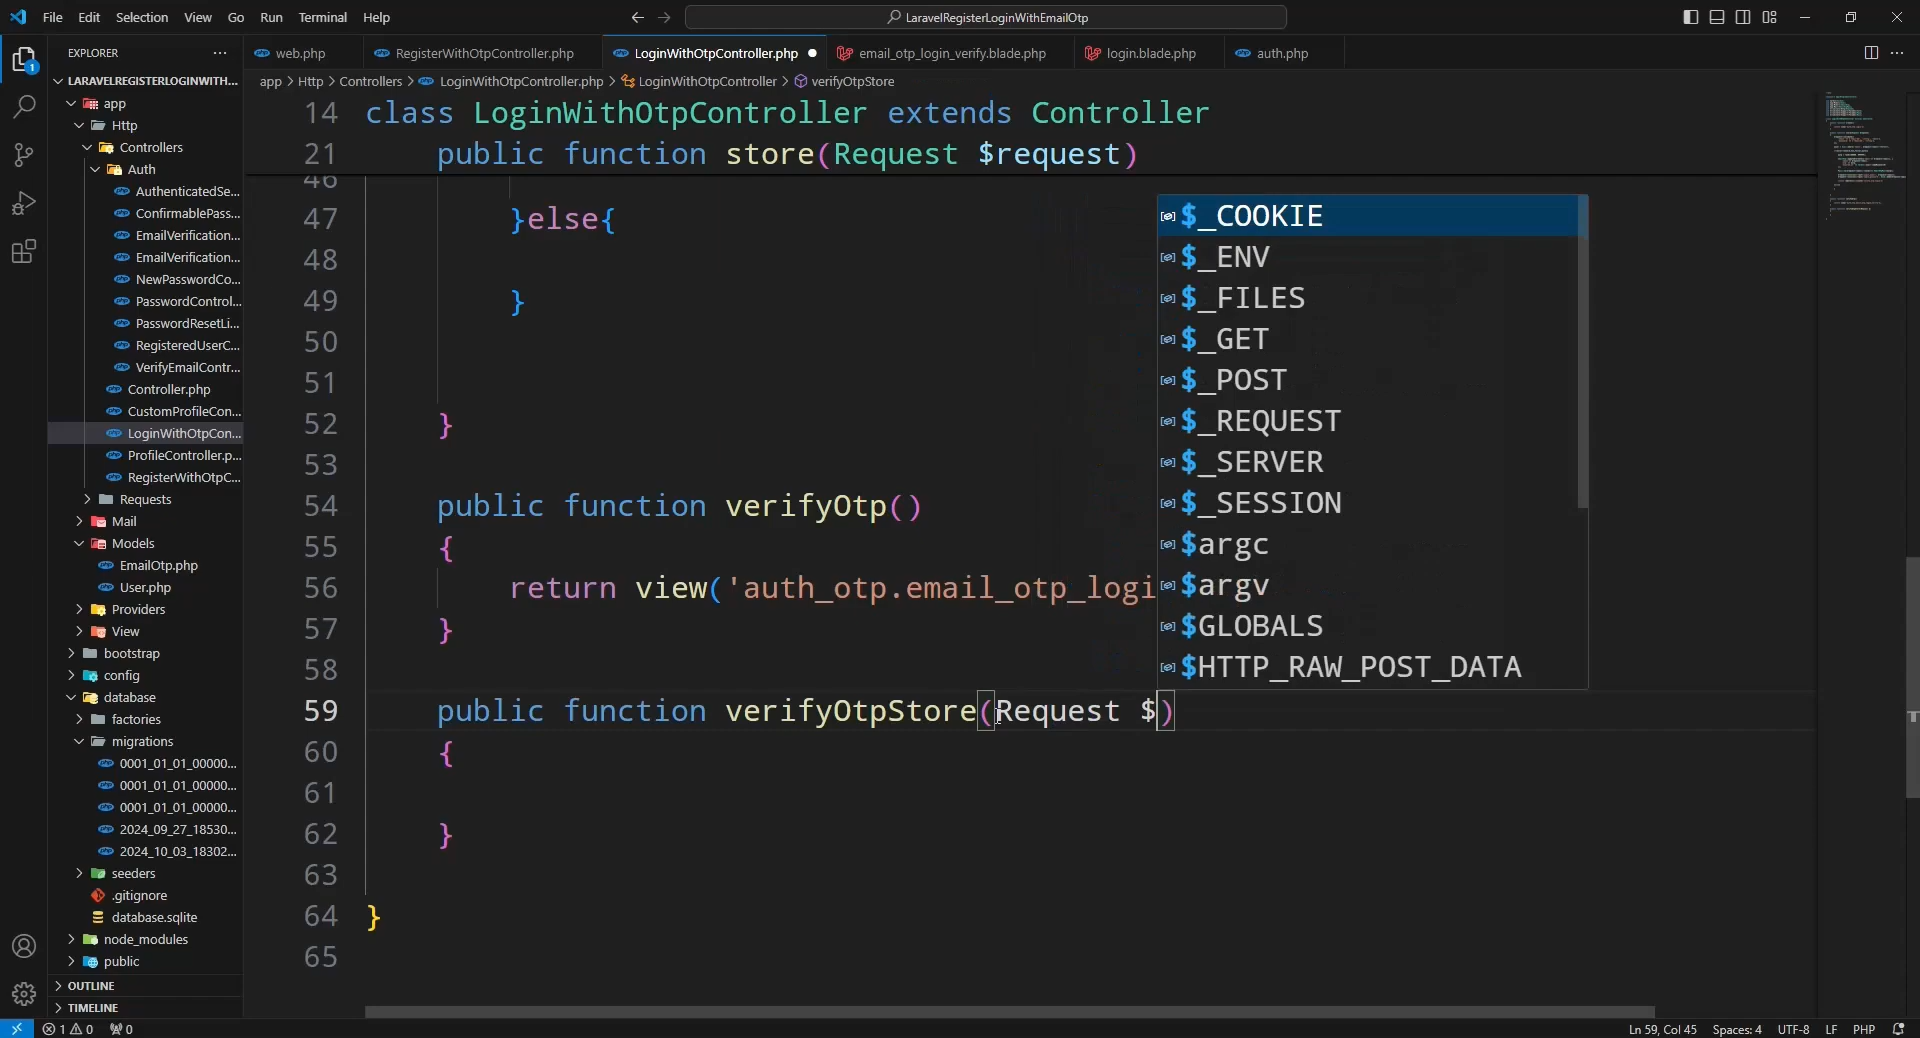 File Edit Selection View Go Run Terminal Help
LaravelRegisterLoginWithEmailOtp
EXPLORER
web.php
RegisterWithOtpController.php
LoginWithOtpController.php
email_otp_login_verify.blade.php
login.blade.php
auth.php
LARAVELREGISTERLOGINWITH...
app > Http > Controllers > LoginWithOtpController.php > LoginWithOtpController > verifyOtpStore
app
Http
Controllers
Auth
AuthenticatedSe...
ConfirmablePass...
EmailVerification...
EmailVerification...
NewPasswordCo...
PasswordControl...
PasswordResetLi...
RegisteredUserC...
VerifyEmailContr...
Controller.php
CustomProfileCon...
LoginWithOtpCon...
ProfileController.p...
RegisterWithOtpC...
Requests
Mail
Models
EmailOtp.php
User.php
Providers
View
bootstrap
config
database
factories
migrations
0001_01_01_00000...
0001_01_01_00000...
0001_01_01_00000...
2024_09_27_18530...
2024_10_03_18302...
seeders
.gitignore
database.sqlite
node_modules
public
OUTLINE
TIMELINE
14 class LoginWithOtpController extends Controller
21 public function store(Request $request)
46
47 }else{
48
49 }
50
51
52 }
53
54 public function verifyOtp()
55 {
56 return view('auth_otp.email_otp_logi
57 }
58
59 public function verifyOtpStore(Request $)
60 {
61
62 }
63
64 }
65
$_COOKIE
$_ENV
$_FILES
$_GET
$_POST
$_REQUEST
$_SERVER
$_SESSION
$argc
$argv
$GLOBALS
$HTTP_RAW_POST_DATA
1 0 0
Ln 59, Col 45 Spaces: 4 UTF-8 LF PHP